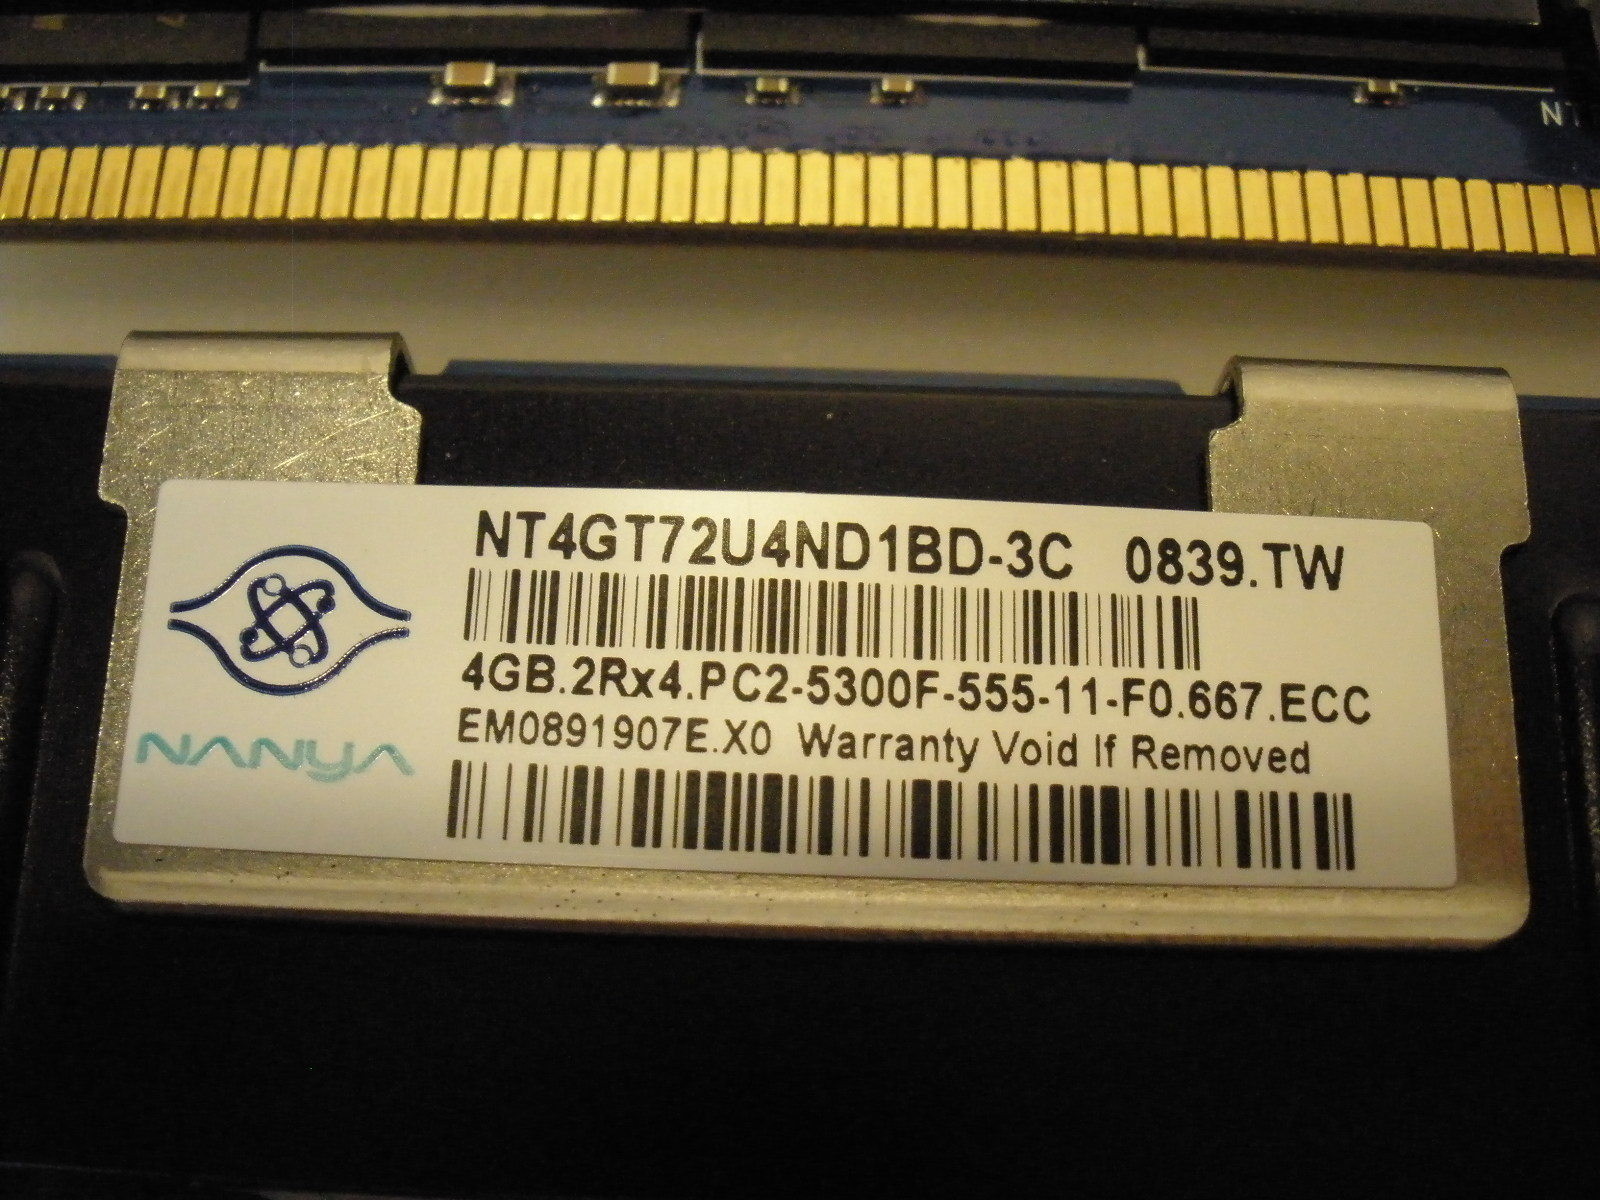 NT
NT4GT72U4ND1BD-3C 0839.TW
4GB.2Rx4.PC2-5300F-555-11-F0.667.ECC
EM0891907E.X0 Warranty Void If Removed
NANYA